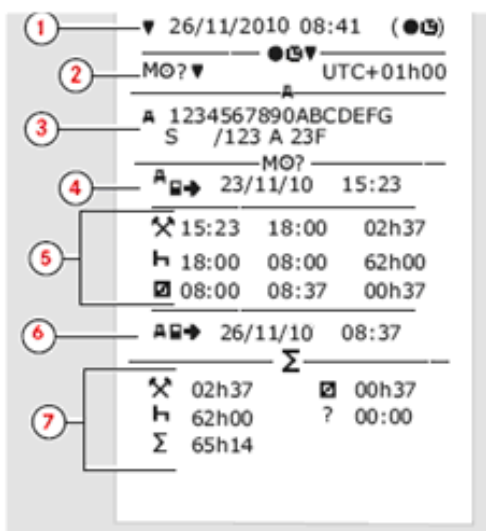 1 ▼ 26/11/2010 08:41 (●◷)
●◷▼
2 M⊙?▼ UTC+01h00
3 1234567890ABCDEFG
S /123 A 23F
M⊙?
4 23/11/10 15:23
5 15:23 18:00 02h37
18:00 08:00 62h00
08:00 08:37 00h37
6 26/11/10 08:37
Σ
7 02h37 00h37
62h00 ? 00:00
Σ 65h14